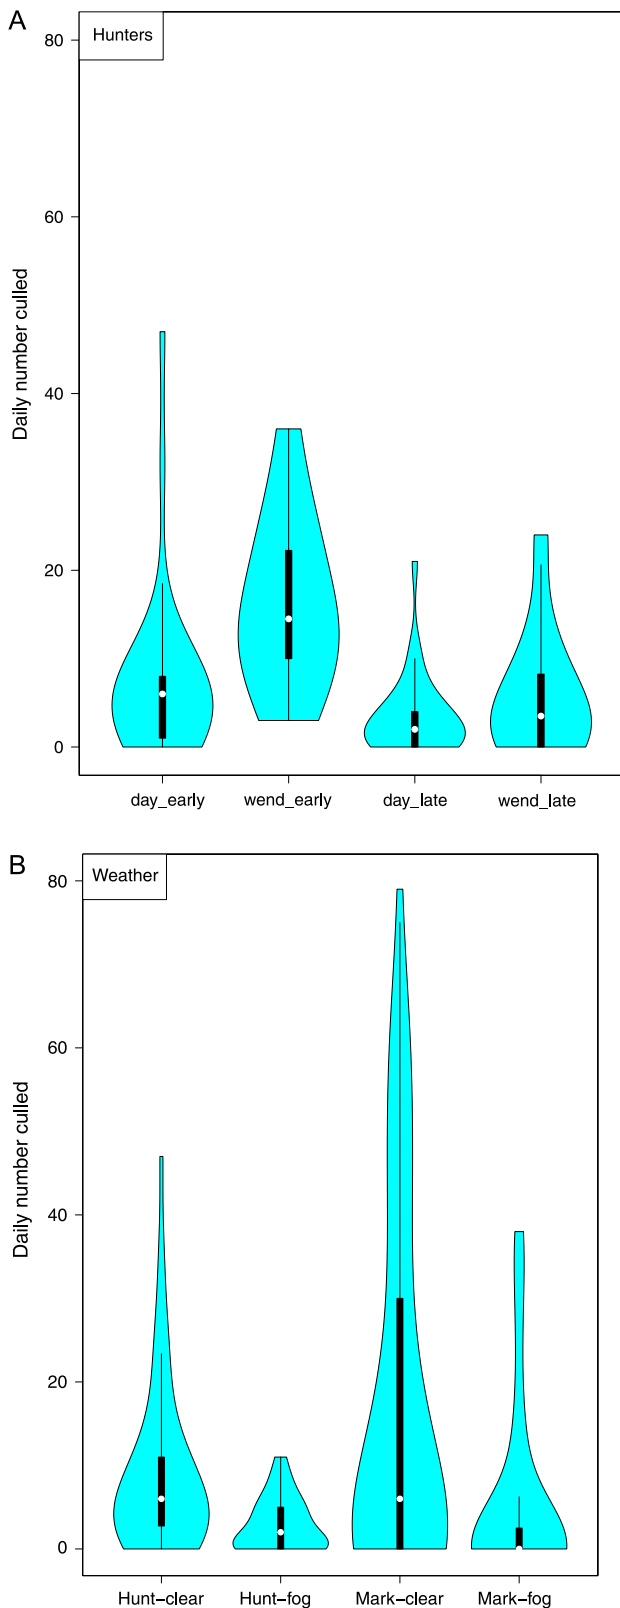 A
Hunters
80
60
40
20
0
Daily number culled
day_early wend_early day_late wend_late
B
Weather
80
60
40
20
0
Daily number culled
Hunt−clear Hunt−fog Mark−clear Mark−fog